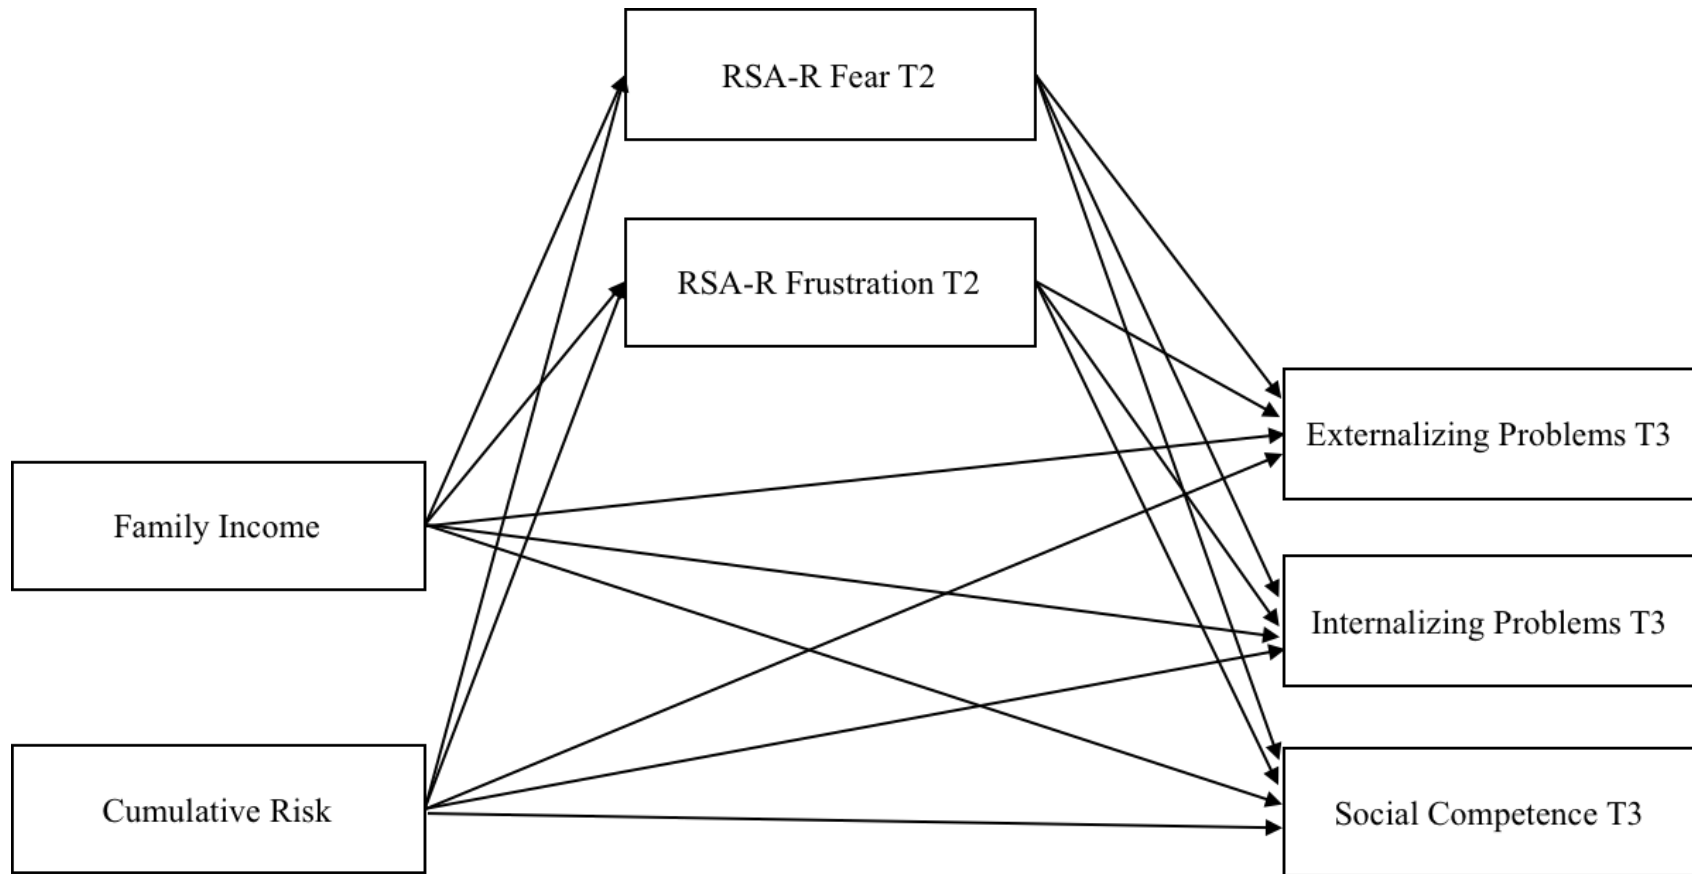 RSA-R Fear T2
RSA-R Frustration T2
Externalizing Problems T3
Family Income
Internalizing Problems T3
Cumulative Risk
Social Competence T3